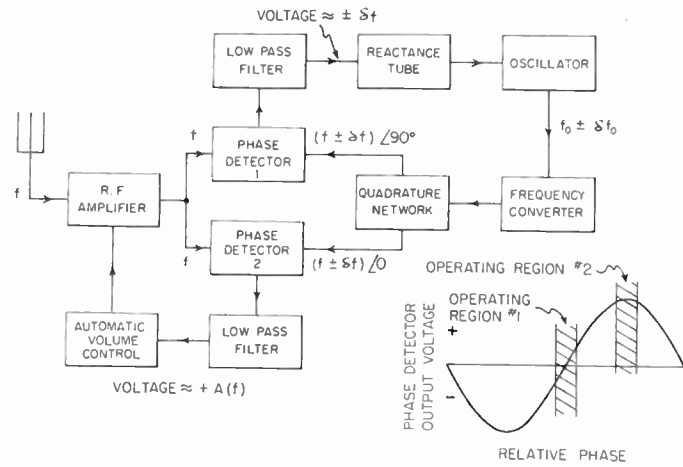 VOLTAGE ≈ ± δf
LOW PASS
FILTER
REACTANCE
TUBE
OSCILLATOR
f₀ ± δf₀
f
PHASE
DETECTOR
1
(f ± δf) ∠90°
f
R.F
AMPLIFIER
QUADRATURE
NETWORK
FREQUENCY
CONVERTER
f
PHASE
DETECTOR
2
(f ± δf) ∠0
AUTOMATIC
VOLUME
CONTROL
LOW PASS
FILTER
VOLTAGE ≈ + A(f)
OPERATING REGION #2
OPERATING
REGION #1
PHASE DETECTOR
OUTPUT VOLTAGE
+
−
RELATIVE PHASE